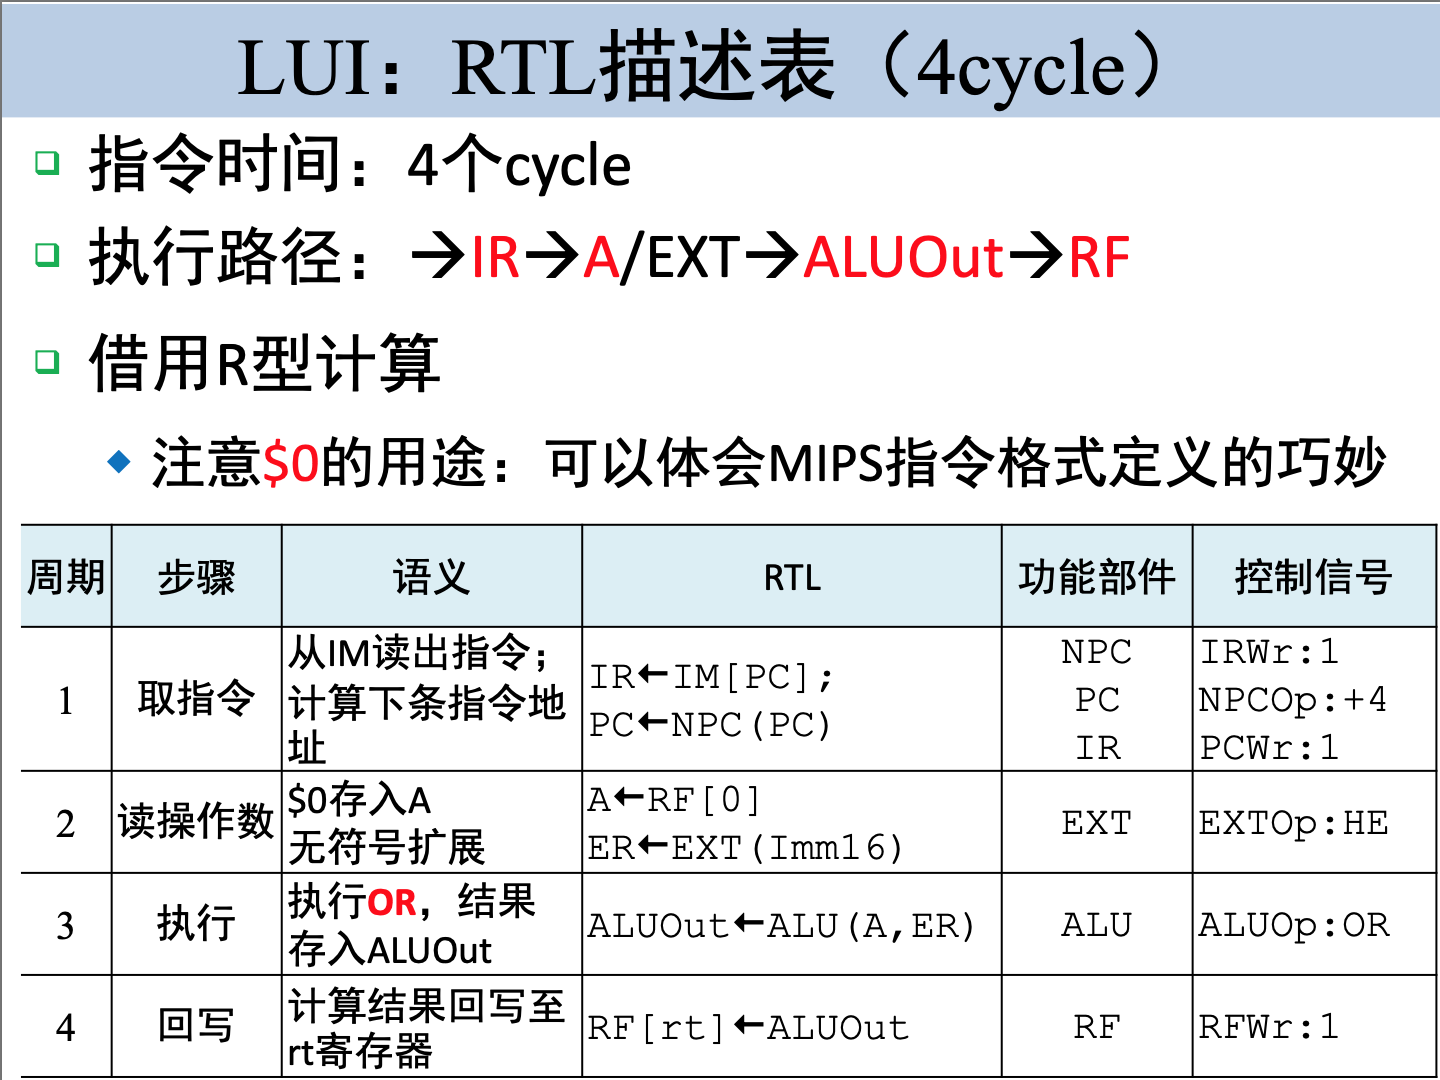 LUI：RTL描述表（4cycle）
指令时间：4个cycle
执行路径：→IR→A/EXT→ALUOut→RF
借用R型计算
注意$0的用途：可以体会MIPS指令格式定义的巧妙
周期 步骤 语义 RTL 功能部件 控制信号
1
取指令
从IM读出指令；
计算下条指令地
址
IR←IM[PC];
PC←NPC(PC)
NPC
PC
IR
IRWr:1
NPCOp:+4
PCWr:1
2
读操作数
$0存入A
无符号扩展
A←RF[0]
ER←EXT(Imm16)
EXT
EXTOp:HE
3
执行
执行OR，结果
存入ALUOut
ALUOut←ALU(A,ER)
ALU
ALUOp:OR
4
回写
计算结果回写至
rt寄存器
RF[rt]←ALUOut
RF
RFWr:1